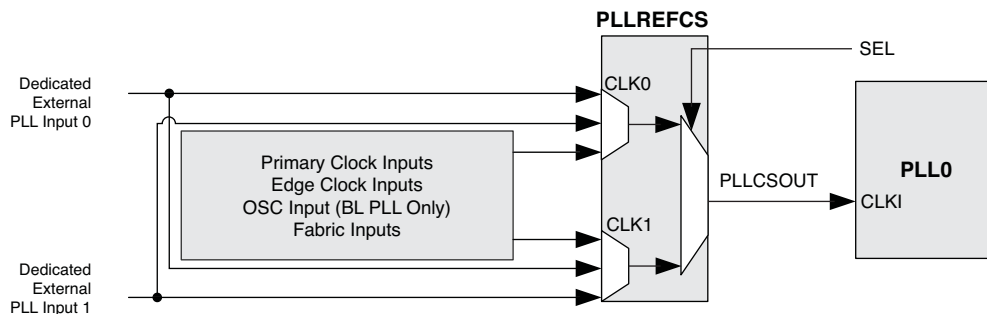 PLLREFCS
SEL
Dedicated
External
PLL Input 0
CLK0
Primary Clock Inputs
Edge Clock Inputs
OSC Input (BL PLL Only)
Fabric Inputs
PLL0
PLLCSOUT
CLKI
CLK1
Dedicated
External
PLL Input 1